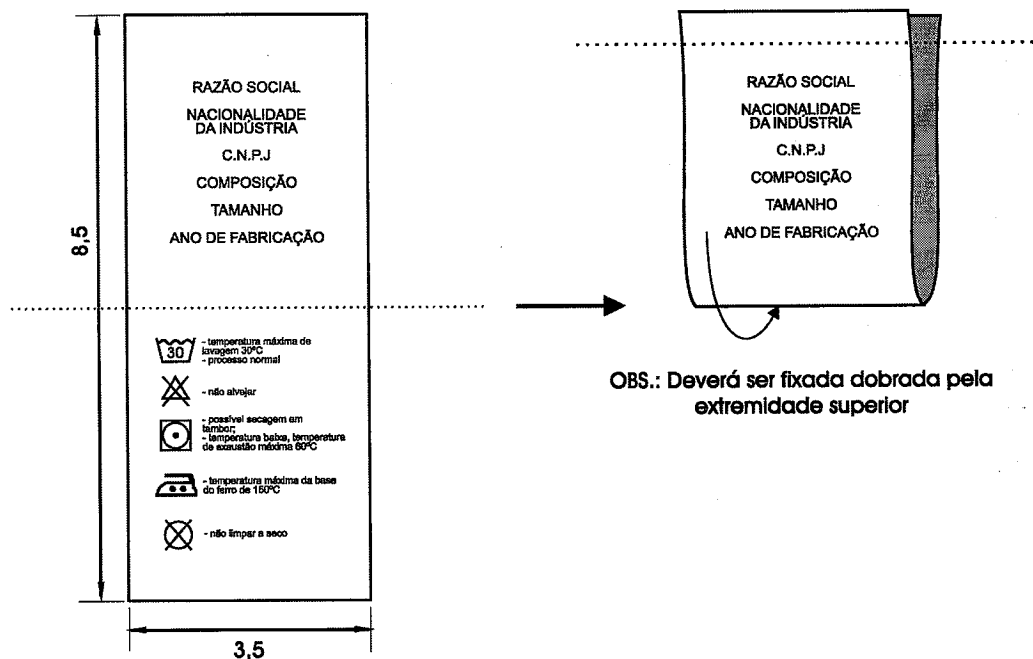 RAZÃO SOCIAL
NACIONALIDADE
DA INDÚSTRIA
C.N.P.J
COMPOSIÇÃO
TAMANHO
ANO DE FABRICAÇÃO
8,5
30
- temperatura máxima de
lavagem 30ºC
- processo normal
- não alvejar
- possível secagem em
tambor;
- temperatura baixa, temperatura
de exaustão máxima 60ºC
- temperatura máxima da base
do ferro de 150ºC
- não limpar a seco
3,5
RAZÃO SOCIAL
NACIONALIDADE
DA INDÚSTRIA
C.N.P.J
COMPOSIÇÃO
TAMANHO
ANO DE FABRICAÇÃO
OBS.: Deverá ser fixada dobrada pela
extremidade superior